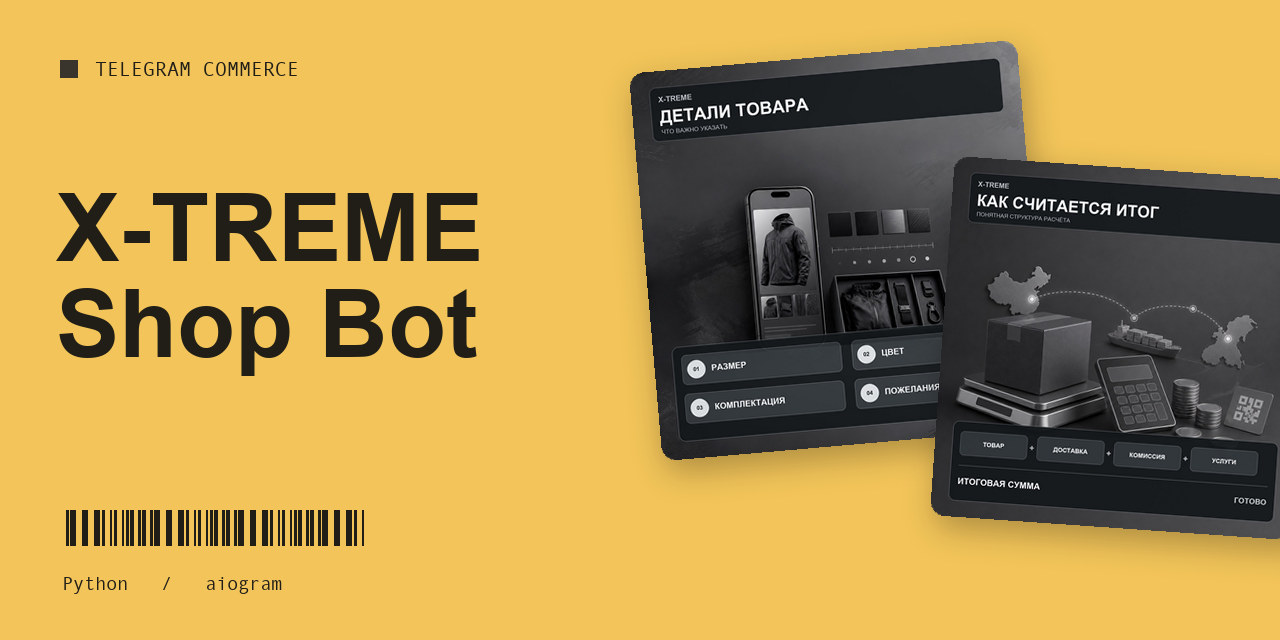 TELEGRAM COMMERCE
X-TREME
Shop Bot
Python / aiogram
X-TREME
ДЕТАЛИ ТОВАРА
ЧТО ВАЖНО УКАЗАТЬ
01 РАЗМЕР
02 ЦВЕТ
03 КОМПЛЕКТАЦИЯ
04 ПОЖЕЛАНИЯ
X-TREME
КАК СЧИТАЕТСЯ ИТОГ
ПОНЯТНАЯ СТРУКТУРА РАСЧЁТА
ТОВАР + ДОСТАВКА + КОМИССИЯ + УСЛУГИ
ИТОГОВАЯ СУММА
ГОТОВО